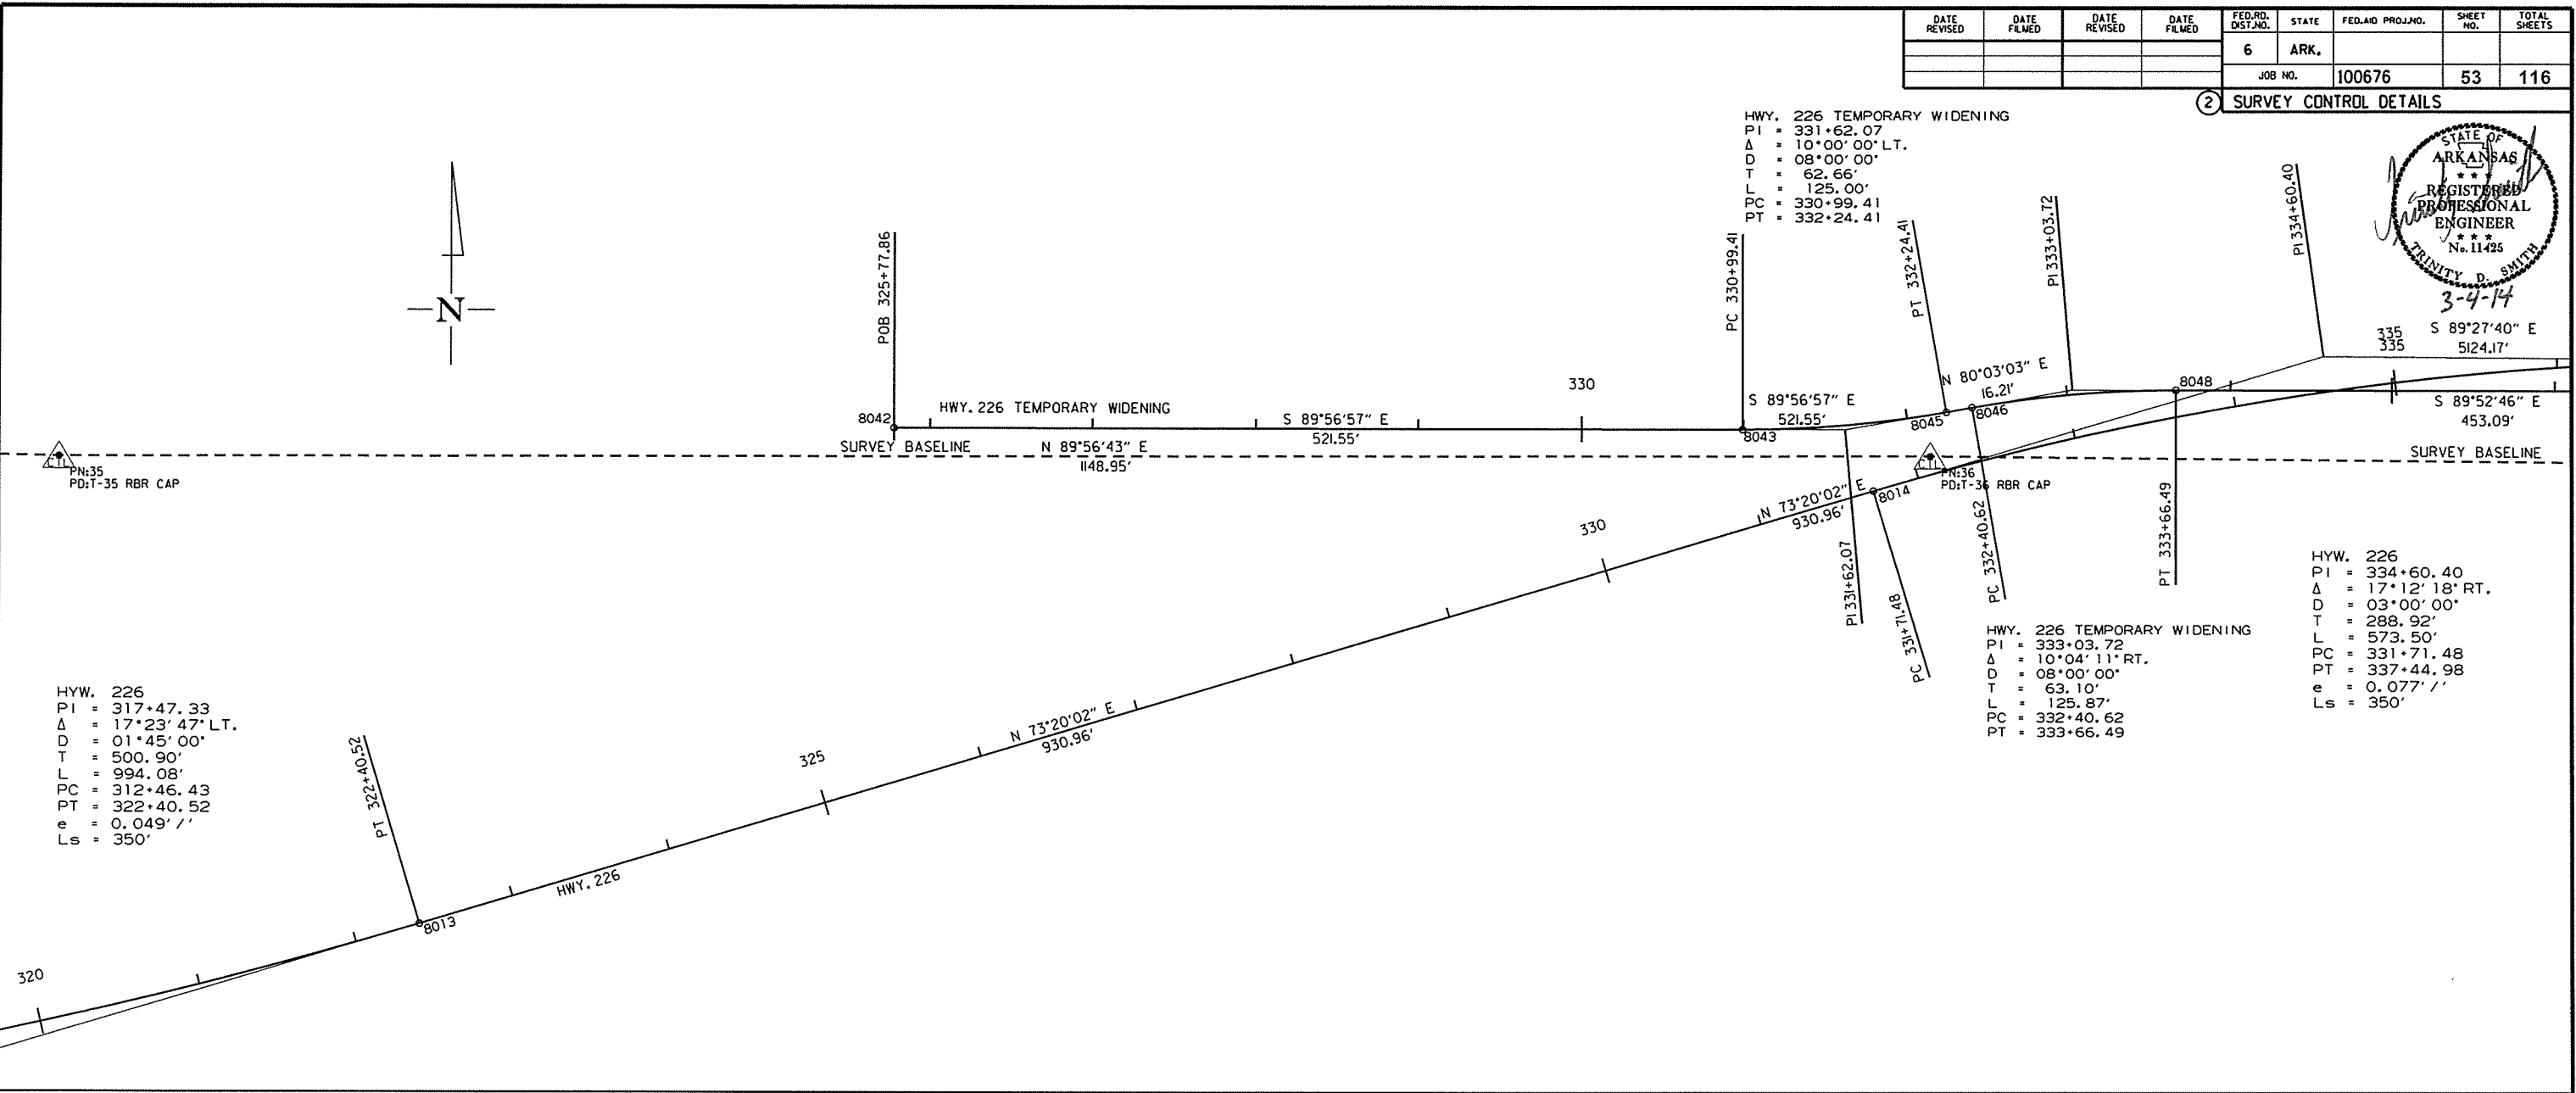 DATE REVISED
DATE FILMED
DATE REVISED
DATE FILMED
FED.RD. DIST.NO.
STATE
FED.AID PROJ.NO.
SHEET NO.
TOTAL SHEETS
6
ARK.
JOB NO.
100676
53
116
2
SURVEY CONTROL DETAILS
STATE OF
ARKANSAS
★ ★ ★
REGISTERED
PROFESSIONAL
ENGINEER
★ ★ ★
No. 11425
TRINITY D. SMITH
3-4-14
HWY. 226 TEMPORARY WIDENING
PI = 331+62.07
Δ = 10°00'00" LT.
D = 08°00'00"
T = 62.66'
L = 125.00'
PC = 330+99.41
PT = 332+24.41
N
POB 325+77.86
PC 330+99.41
PT 332+24.41
PI 333+03.72
PI 334+60.40
335
335
S 89°27'40" E
5124.17'
8042
HWY. 226 TEMPORARY WIDENING
S 89°56'57" E
521.55'
330
S 89°56'57" E
521.55'
8043
N 80°03'03" E
16.21'
8045
8046
8048
S 89°52'46" E
453.09'
SURVEY BASELINE
N 89°56'43" E
1148.95'
SURVEY BASELINE
CTL
PN:35
PD:T-35 RBR CAP
CTL
PN:36
PD:T-36 RBR CAP
N 73°20'02" E
930.96'
8014
330
PI 331+62.07
PC 331+71.48
PC 332+40.62
PT 333+66.49
HYW. 226
PI = 334+60.40
Δ = 17°12'18" RT.
D = 03°00'00"
T = 288.92'
L = 573.50'
PC = 331+71.48
PT = 337+44.98
e = 0.077'/'
Ls = 350'
HWY. 226 TEMPORARY WIDENING
PI = 333+03.72
Δ = 10°04'11" RT.
D = 08°00'00"
T = 63.10'
L = 125.87'
PC = 332+40.62
PT = 333+66.49
HYW. 226
PI = 317+47.33
Δ = 17°23'47" LT.
D = 01°45'00"
T = 500.90'
L = 994.08'
PC = 312+46.43
PT = 322+40.52
e = 0.049'/'
Ls = 350'
PT 322+40.52
325
N 73°20'02" E
930.96'
HWY. 226
8013
320